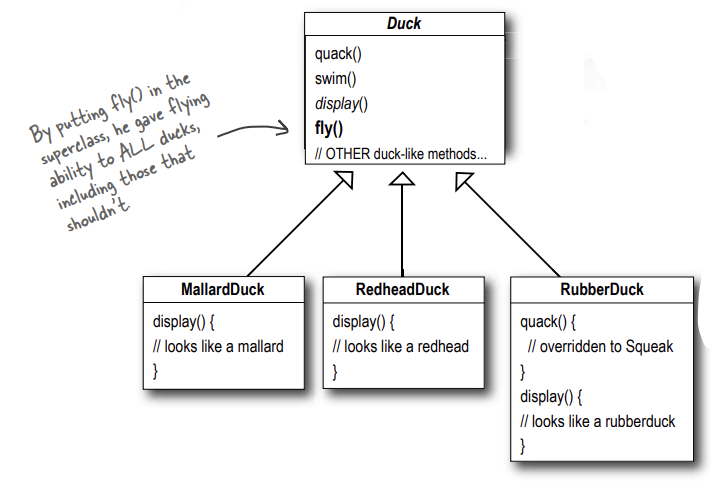 Duck
quack()
swim()
display()
fly()
// OTHER duck-like methods...
By putting fly() in the
superclass, he gave flying
ability to ALL ducks,
including those that
shouldn't
MallardDuck
display() {
// looks like a mallard
}
RedheadDuck
display() {
// looks like a redhead
}
RubberDuck
quack() {
// overridden to Squeak
}
display() {
// looks like a rubberduck
}